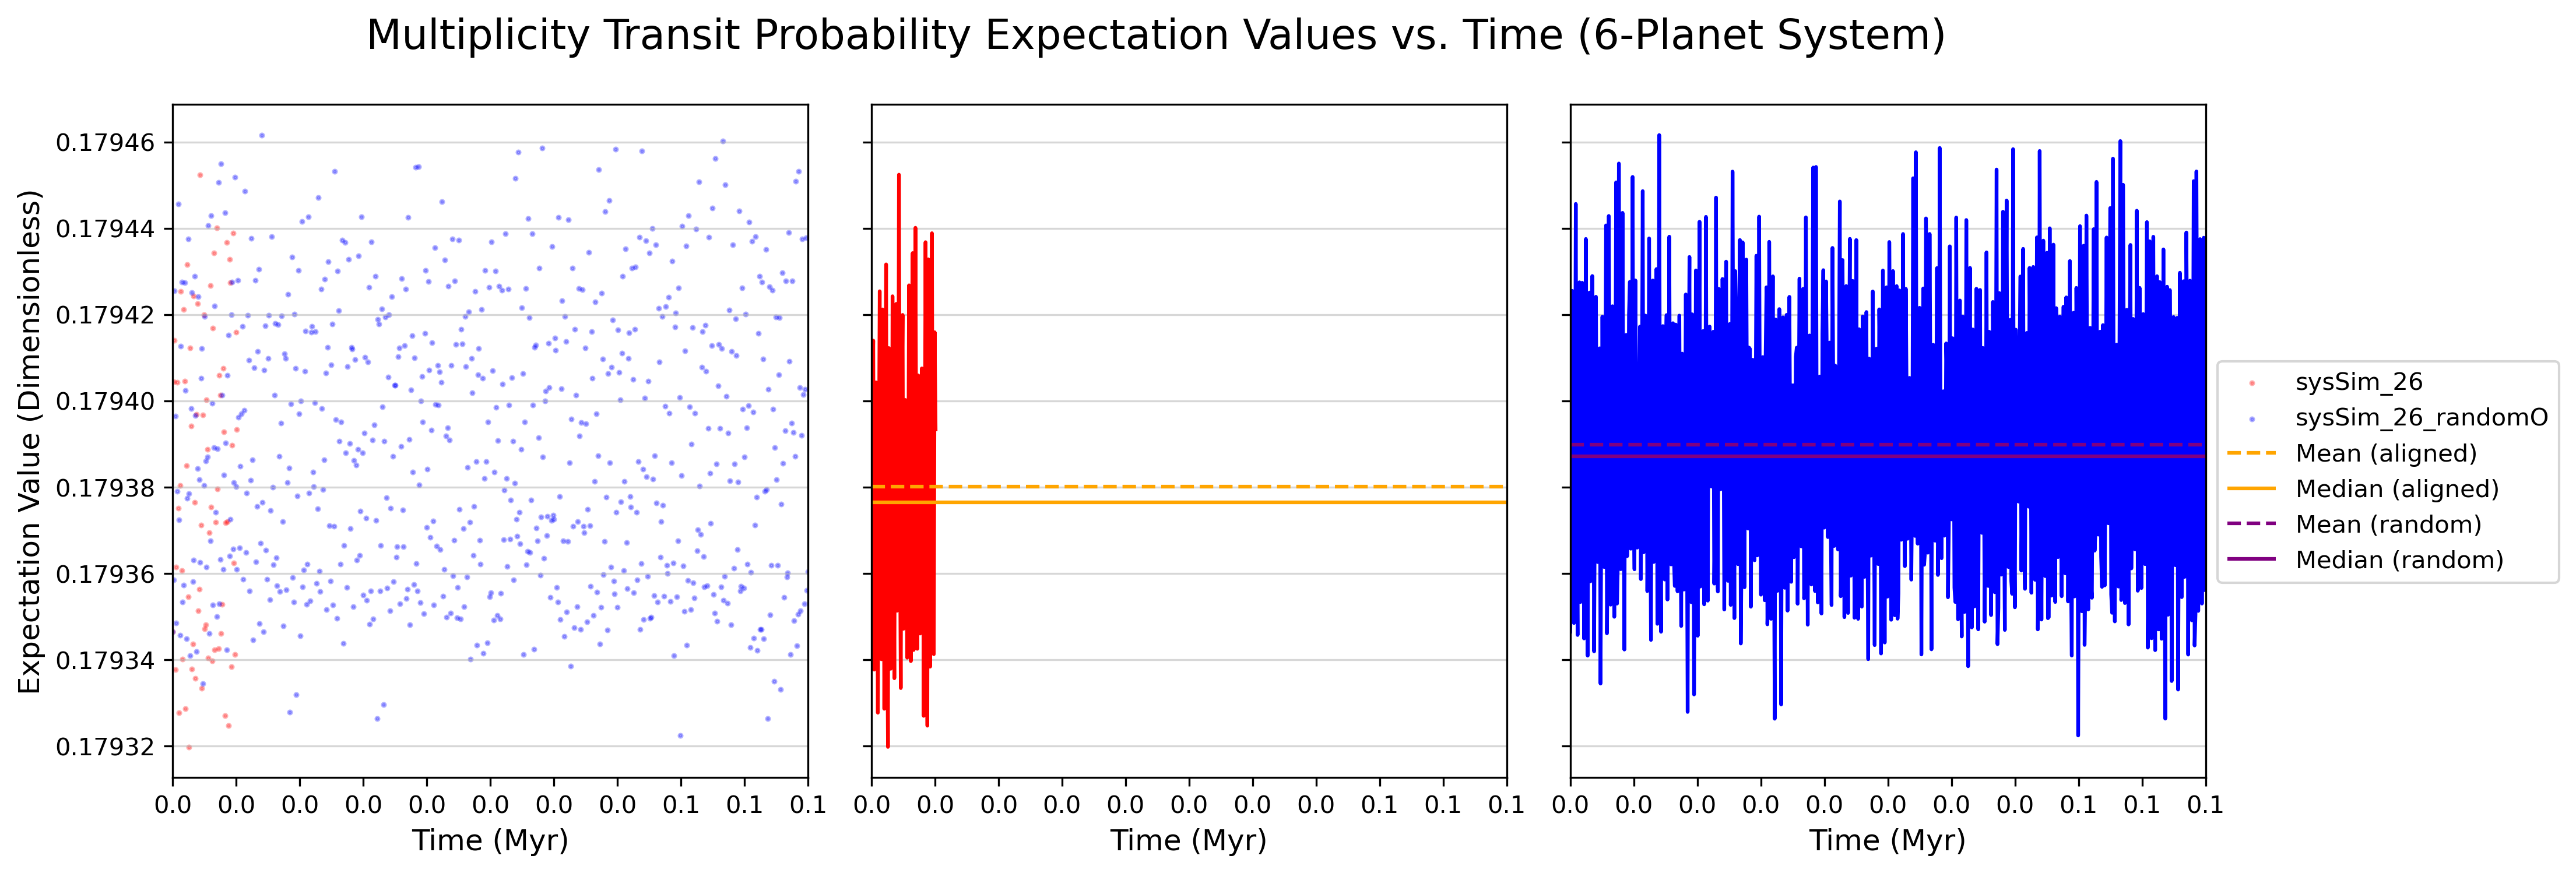 Multiplicity Transit Probability Expectation Values vs. Time (6-Planet System)
Expectation Value (Dimensionless)
0.17946
0.17944
0.17942
0.17940
0.17938
0.17936
0.17934
0.17932
0.0 0.0 0.0 0.0 0.0 0.0 0.0 0.0 0.1 0.1 0.1
Time (Myr)
0.0 0.0 0.0 0.0 0.0 0.0 0.0 0.0 0.1 0.1 0.1
Time (Myr)
0.0 0.0 0.0 0.0 0.0 0.0 0.0 0.0 0.1 0.1 0.1
Time (Myr)
sysSim_26
sysSim_26_randomO
Mean (aligned)
Median (aligned)
Mean (random)
Median (random)